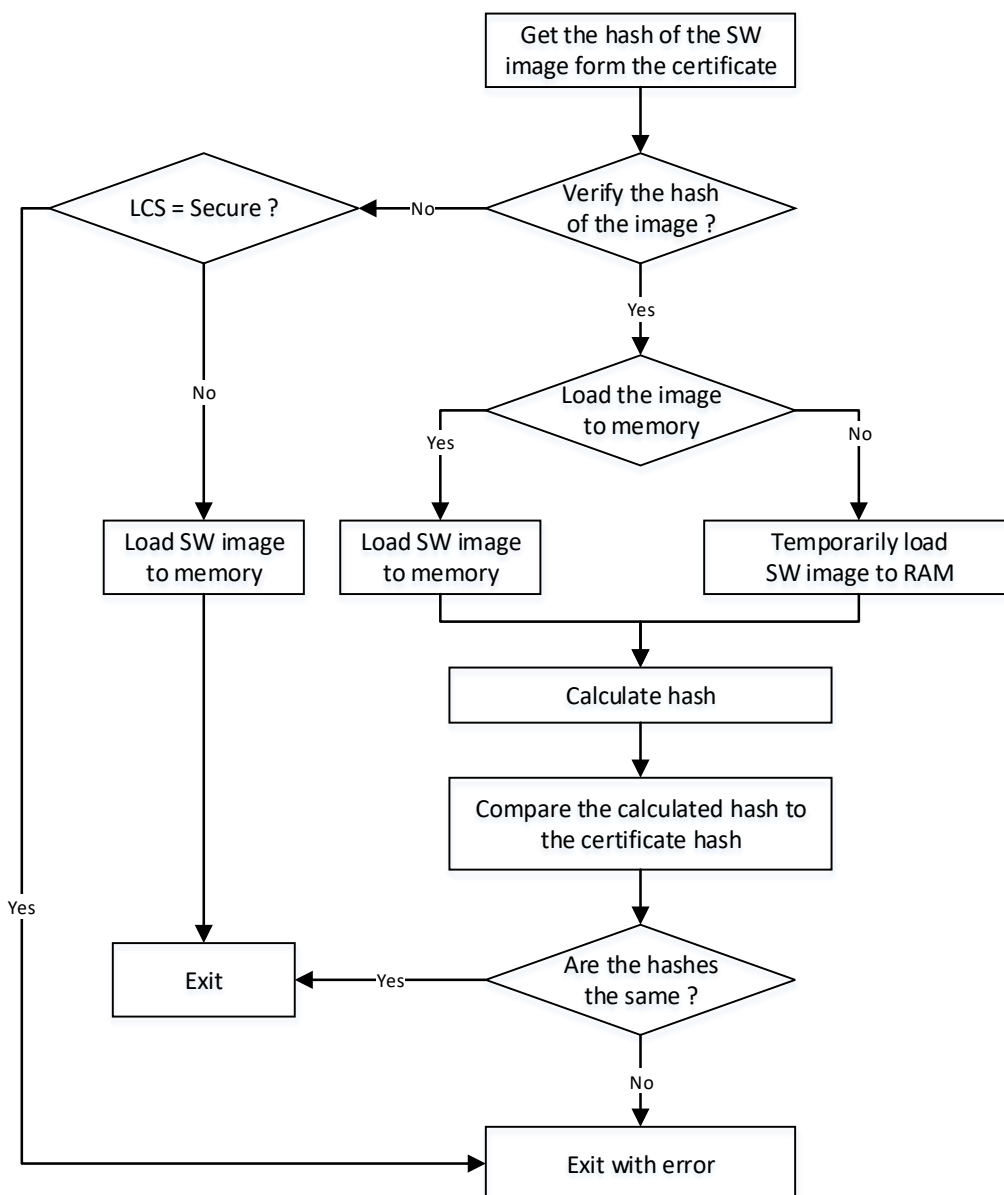 Get the hash of the SW
image form the certificate
LCS = Secure ?
No
Verify the hash
of the image ?
Yes
No
Load the image
to memory
Yes
No
Load SW image
to memory
Load SW image
to memory
Temporarily load
SW image to RAM
Calculate hash
Compare the calculated hash to
the certificate hash
Yes
Exit
Yes
Are the hashes
the same ?
No
Exit with error